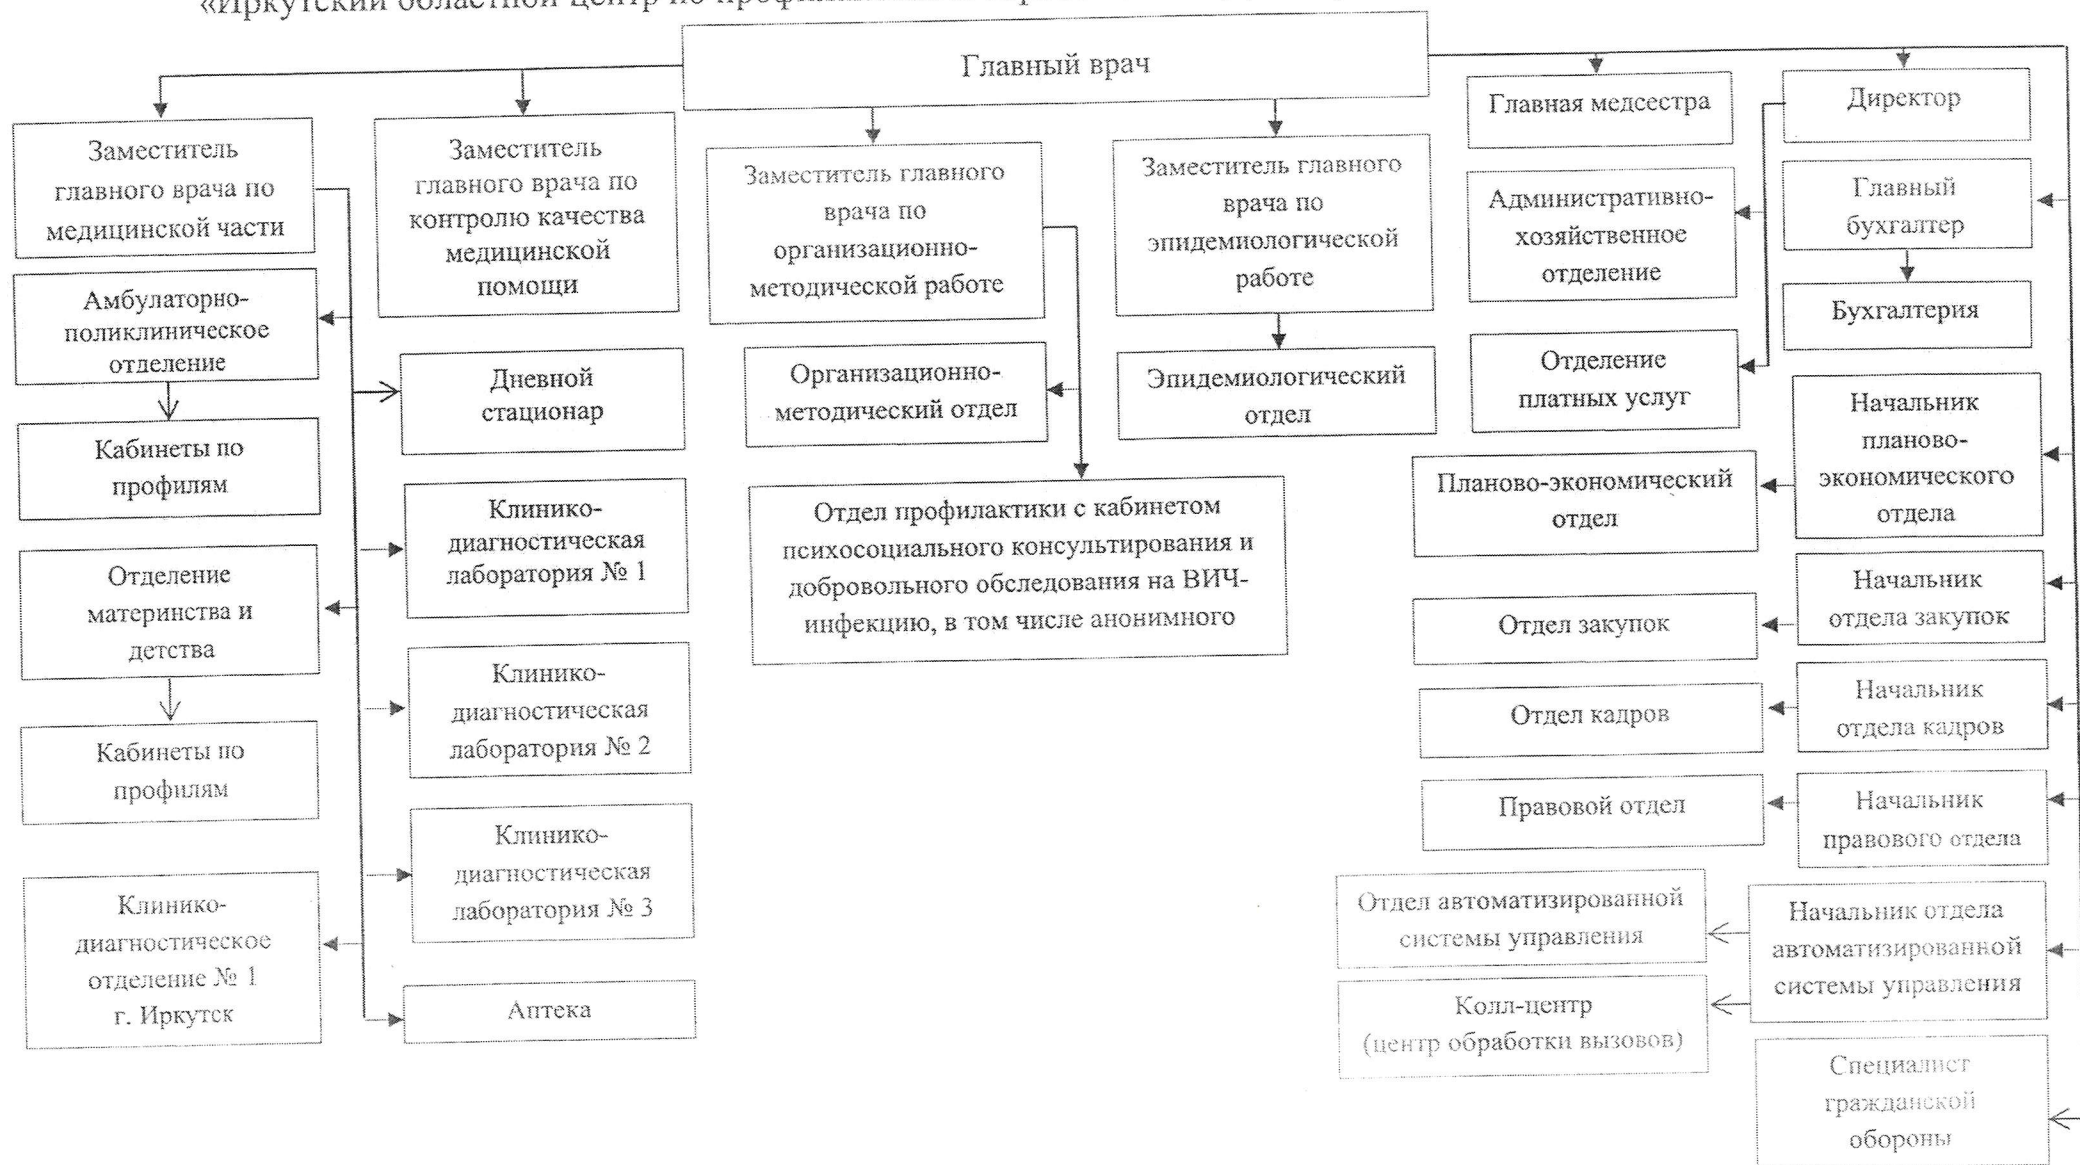 «Иркутский областной центр по
Главный врач
Заместитель
главного врача по
медицинской части
Заместитель
главного врача по
контролю качества
медицинской
помощи
Заместитель главного
врача по
организационно-
методической работе
Заместитель главного
врача по
эпидемиологической
работе
Главная медсестра
Директор
Административно-
хозяйственное
отделение
Главный
бухгалтер
Бухгалтерия
Амбулаторно-
поликлиническое
отделение
Дневной
стационар
Организационно-
методический отдел
Эпидемиологический
отдел
Отделение
платных услуг
Начальник
планово-
экономического
отдела
Кабинеты по
профилям
Клинико-
диагностическая
лаборатория № 1
Отдел профилактики с кабинетом
психосоциального консультирования и
добровольного обследования на ВИЧ-
инфекцию, в том числе анонимного
Планово-экономический
отдел
Отделение
материнства и
детства
Отдел закупок
Начальник
отдела закупок
Клинико-
диагностическая
лаборатория № 2
Отдел кадров
Начальник
отдела кадров
Кабинеты по
профилям
Правовой отдел
Начальник
правового отдела
Клинико-
диагностическая
лаборатория № 3
Клинико-
диагностическое
отделение № 1
г. Иркутск
Отдел автоматизированной
системы управления
Начальник отдела
автоматизированной
системы управления
Аптека
Колл-центр
(центр обработки вызовов)
Специалист
гражданской
обороны